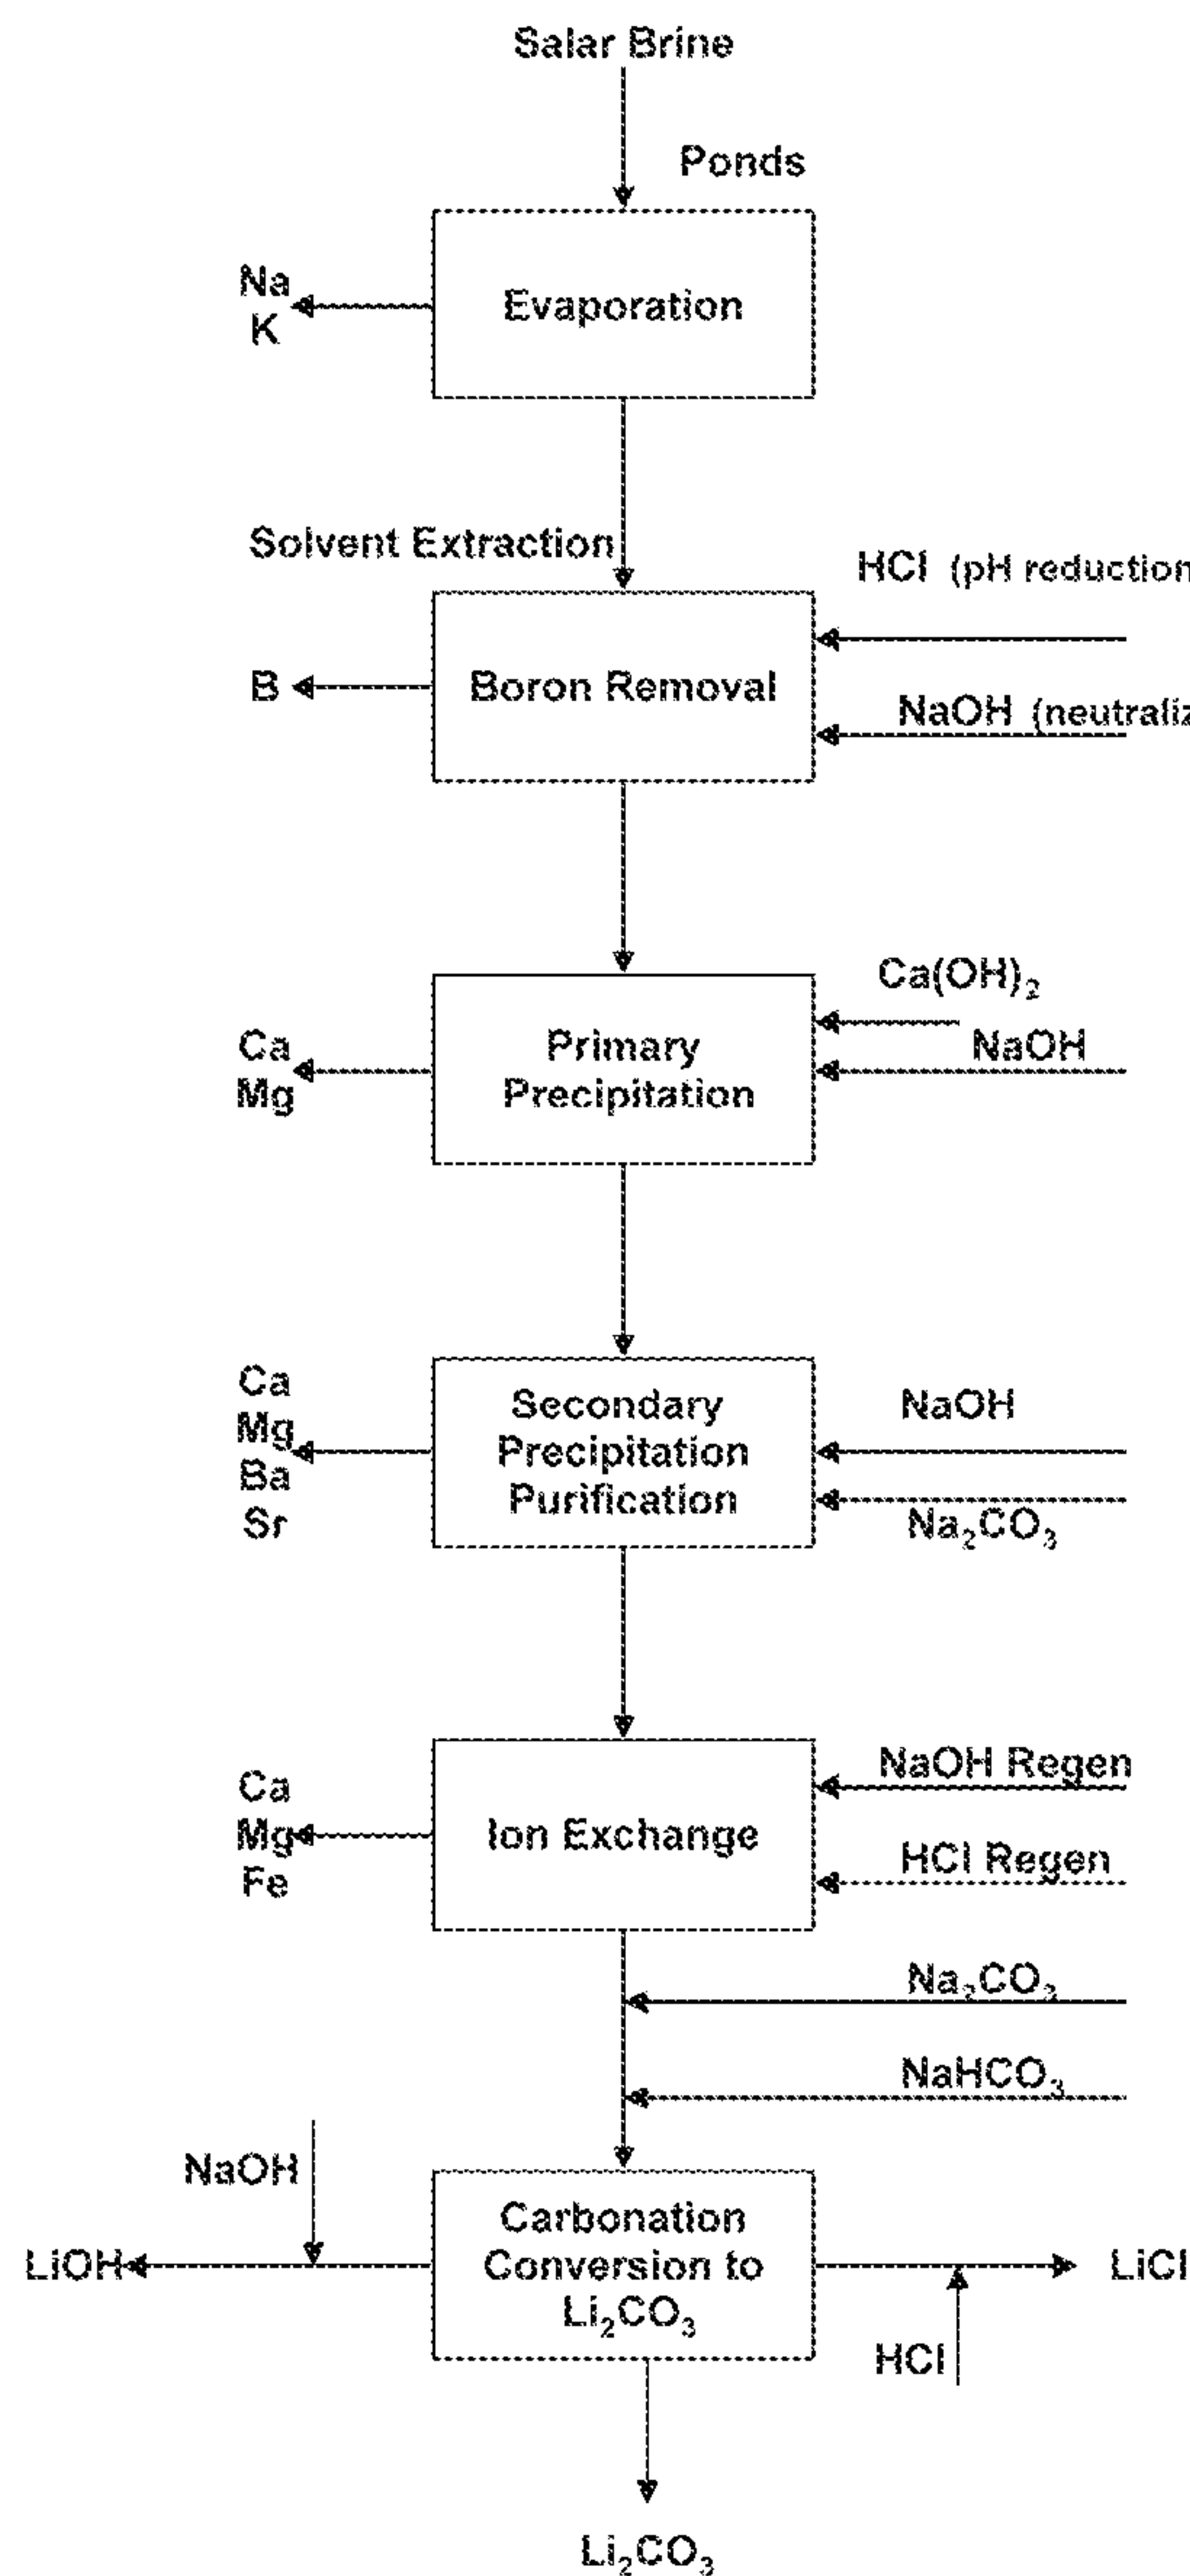 Salar Brine
Ponds
Na
K
Evaporation
Solvent Extraction
HCl (pH reduction
B
Boron Removal
NaOH (neutraliz
Ca(OH)₂
NaOH
Ca
Mg
Primary
Precipitation
Ca
Mg
Ba
Sr
Secondary
Precipitation
Purification
NaOH
Na₂CO₃
Ca
Mg
Fe
Ion Exchange
NaOH Regen
HCl Regen
Na₂CO₃
NaHCO₃
NaOH
LiOH
Carbonation
Conversion to
Li₂CO₃
LiCl
HCl
Li₂CO₃